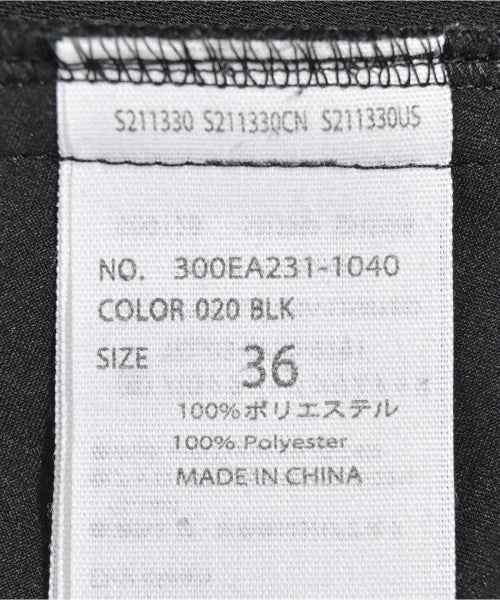 S211330 S211330CN S211330US
NO. 300EA231-1040
COLOR 020 BLK
SIZE 36
100%ポリエステル
100% Polyester
MADE IN CHINA